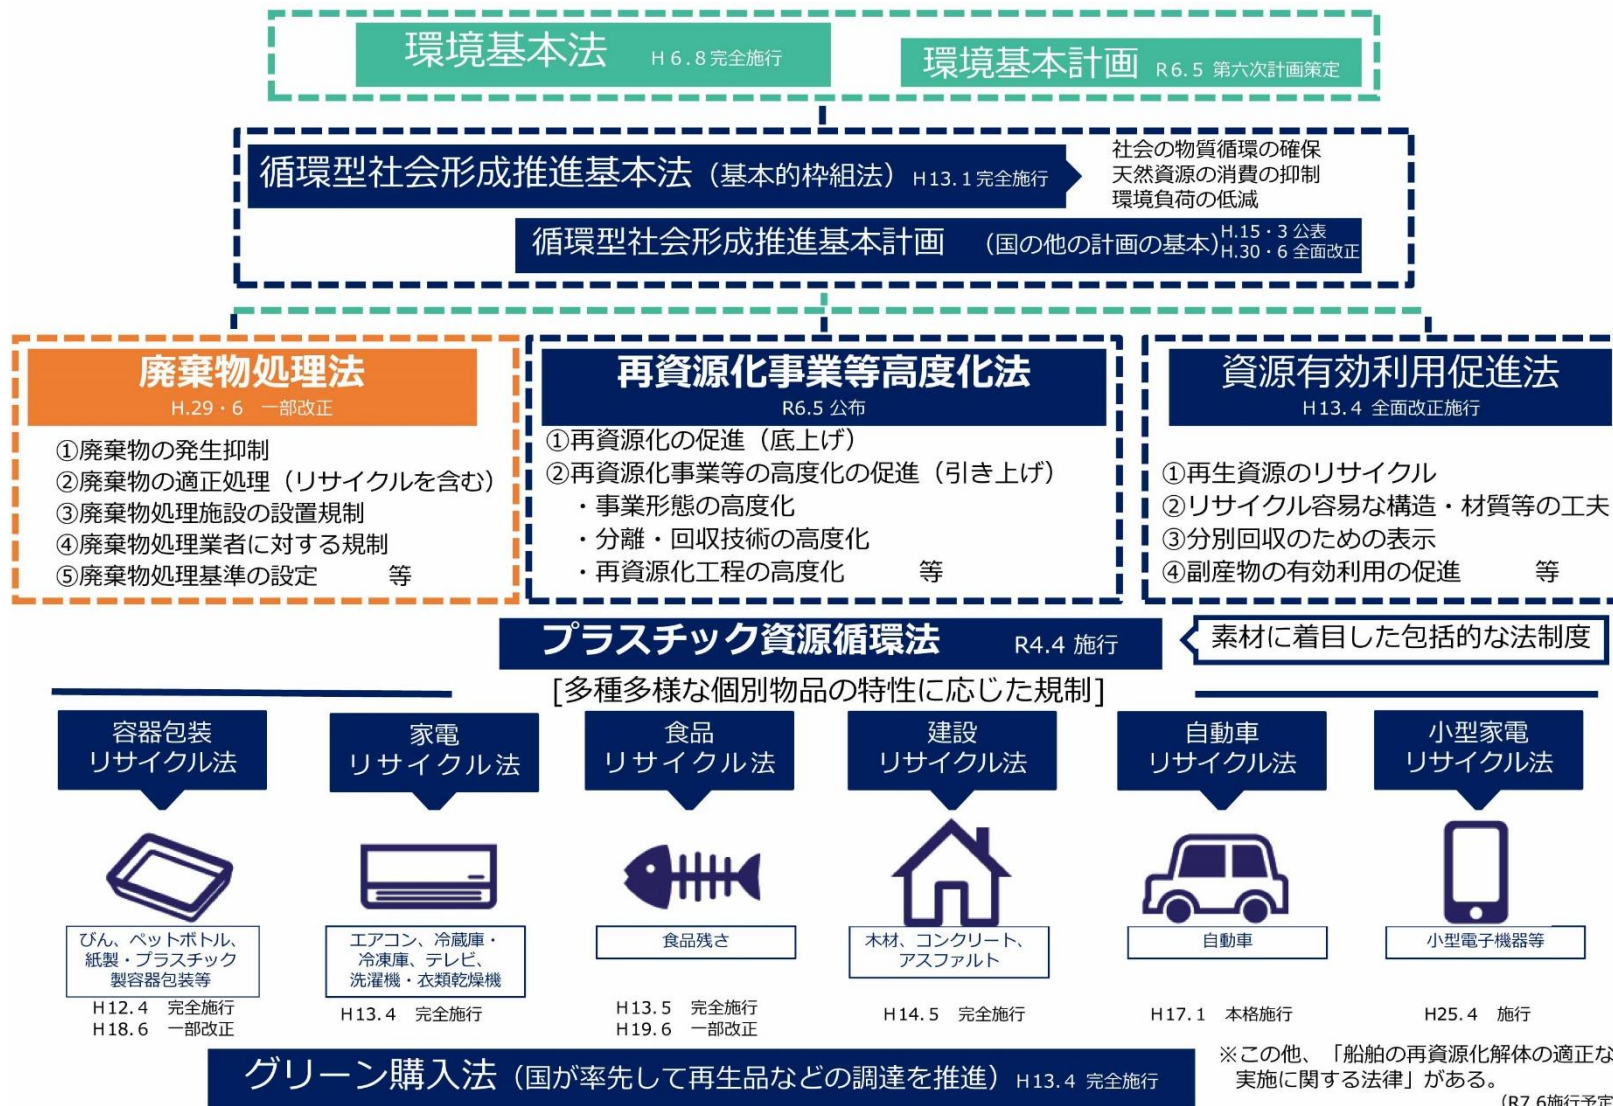 環境基本法 H6.8完全施行
環境基本計画 R6.5 第六次計画策定
循環型社会形成推進基本法（基本的枠組法）H13.1完全施行
社会の物質循環の確保
天然資源の消費の抑制
環境負荷の低減
循環型社会形成推進基本計画 （国の他の計画の基本）
H.15・3 公表
H.30・6 全面改正
廃棄物処理法
H.29・6 一部改正
①廃棄物の発生抑制
②廃棄物の適正処理（リサイクルを含む）
③廃棄物処理施設の設置規制
④廃棄物処理業者に対する規制
⑤廃棄物処理基準の設定 等
再資源化事業等高度化法
R6.5 公布
①再資源化の促進（底上げ）
②再資源化事業等の高度化の促進（引き上げ）
・事業形態の高度化
・分離・回収技術の高度化
・再資源化工程の高度化 等
資源有効利用促進法
H13.4 全面改正施行
①再生資源のリサイクル
②リサイクル容易な構造・材質等の工夫
③分別回収のための表示
④副産物の有効利用の促進 等
プラスチック資源循環法 R4.4 施行
素材に着目した包括的な法制度
[多種多様な個別物品の特性に応じた規制]
容器包装
リサイクル法
びん、ペットボトル、
紙製・プラスチック
製容器包装等
H12.4 完全施行
H18.6 一部改正
家電
リサイクル法
エアコン、冷蔵庫・
冷凍庫、テレビ、
洗濯機・衣類乾燥機
H13.4 完全施行
食品
リサイクル法
食品残さ
H13.5 完全施行
H19.6 一部改正
建設
リサイクル法
木材、コンクリート、
アスファルト
H14.5 完全施行
自動車
リサイクル法
自動車
H17.1 本格施行
小型家電
リサイクル法
小型電子機器等
H25.4 施行
グリーン購入法（国が率先して再生品などの調達を推進）H13.4 完全施行
※この他、「船舶の再資源化解体の適正な
実施に関する法律」がある。
（R7.6施行予定